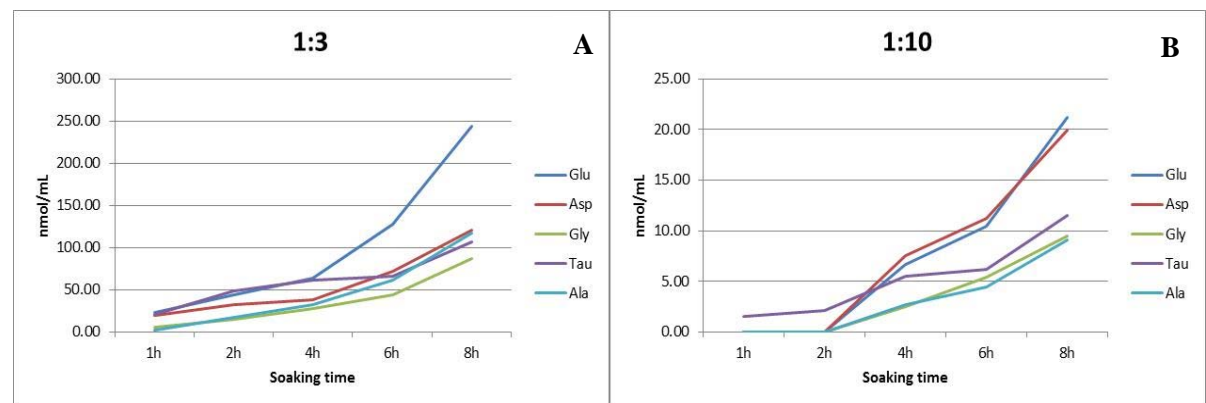 1:3
A
300.00
250.00
200.00
150.00
100.00
50.00
0.00
nmol/mL
1h 2h 4h 6h 8h
Soaking time
Glu
Asp
Gly
Tau
Ala
1:10
B
25.00
20.00
15.00
10.00
5.00
0.00
nmol/mL
1h 2h 4h 6h 8h
Soaking time
Glu
Asp
Gly
Tau
Ala